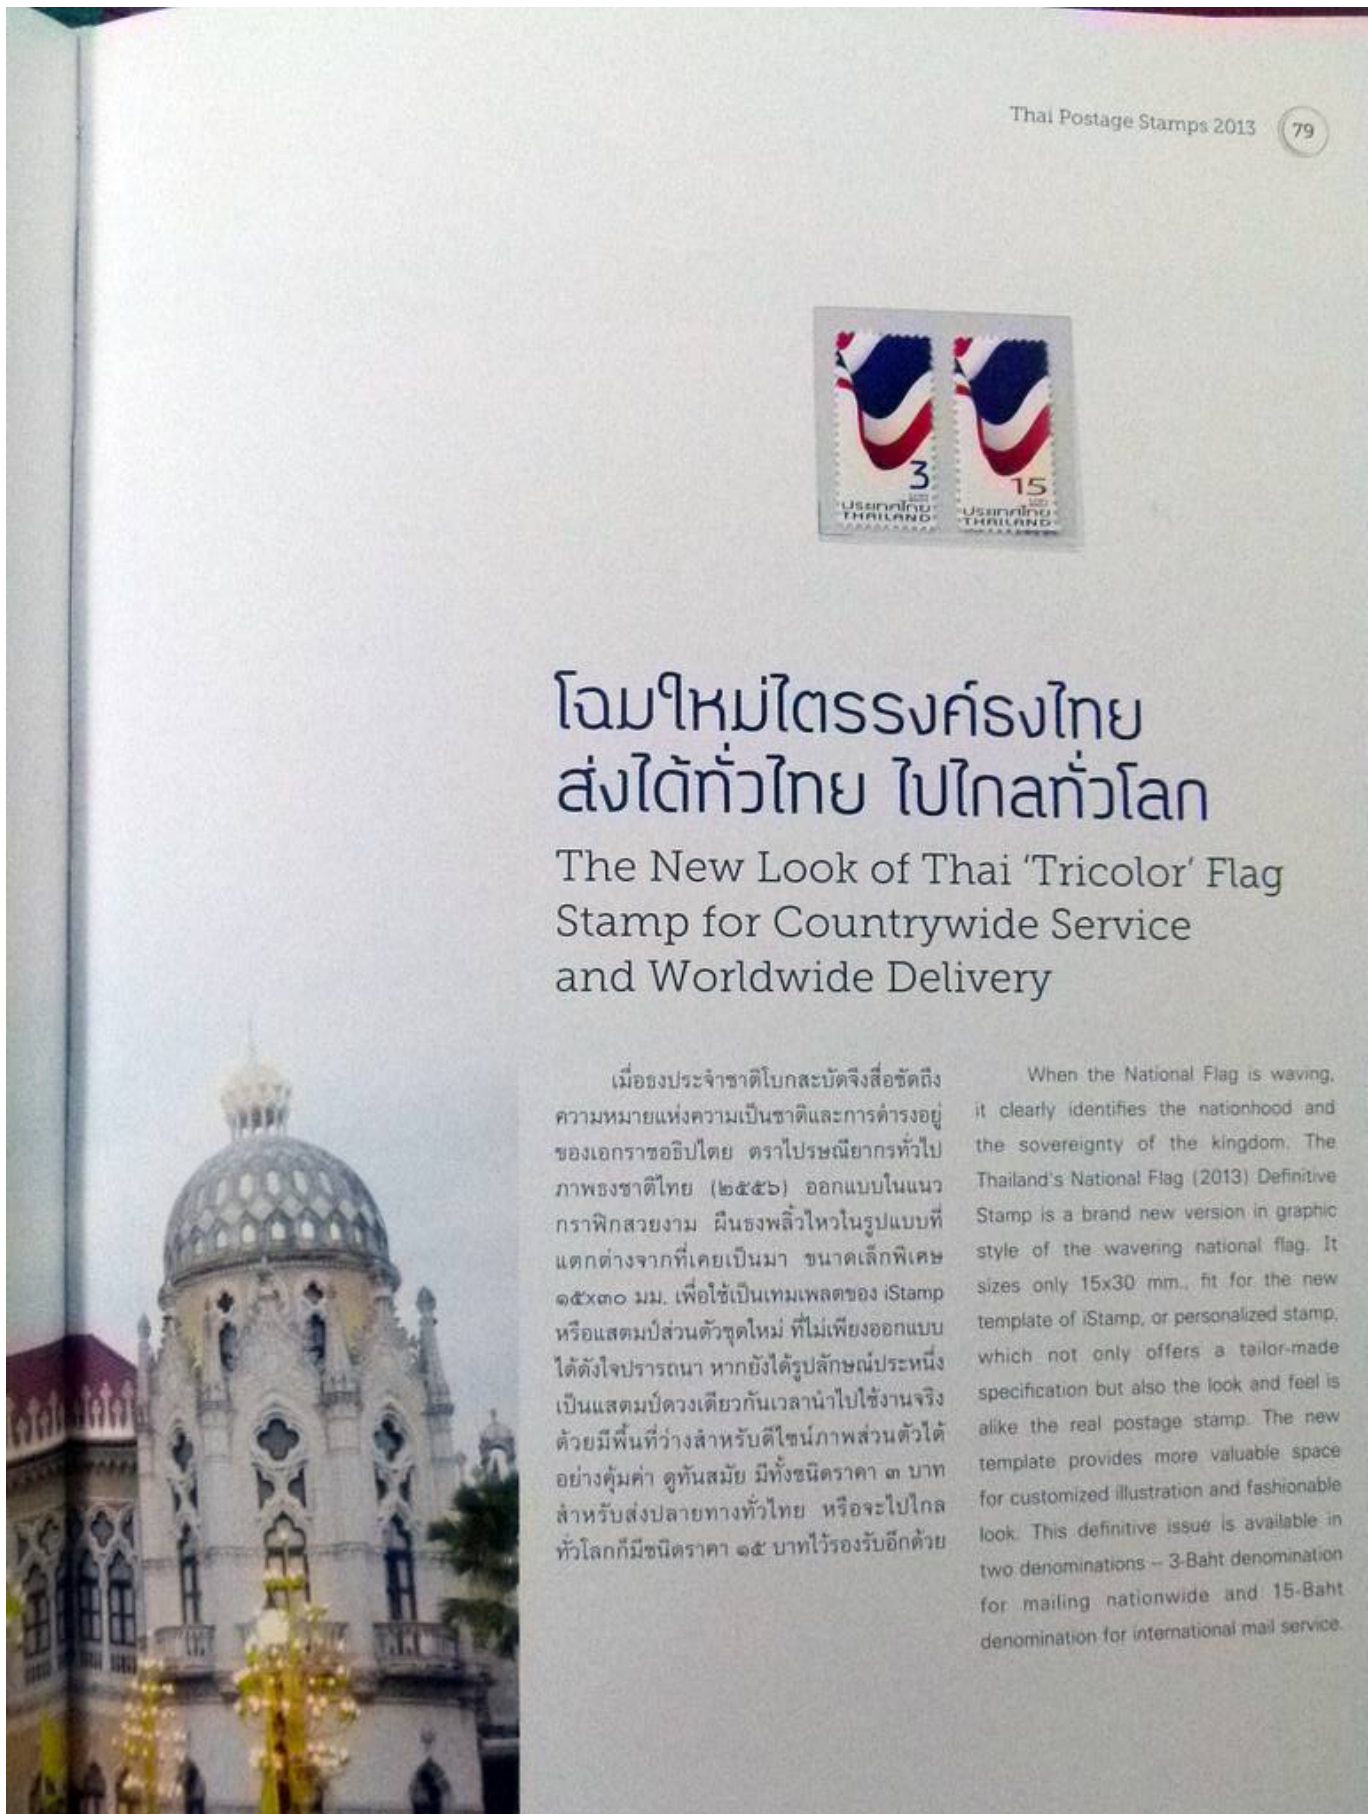 Thai Postage Stamps 2013 79
3
บาท
ประเทศไทย
THAILAND
15
บาท
ประเทศไทย
THAILAND
โฉมใหม่ไตรรงค์ธงไทย
ส่งได้ทั่วไทย ไปไกลทั่วโลก
The New Look of Thai ‘Tricolor’ Flag
Stamp for Countrywide Service
and Worldwide Delivery
เมื่อธงประจำชาติโบกสะบัดจึงสื่อชัดถึง
ความหมายแห่งความเป็นชาติและการดำรงอยู่
ของเอกราชอธิปไตย ตราไปรษณียากรทั่วไป
ภาพธงชาติไทย (๒๕๕๖) ออกแบบในแนว
กราฟิกสวยงาม ผืนธงพลิ้วไหวในรูปแบบที่
แตกต่างจากที่เคยเป็นมา ขนาดเล็กพิเศษ
๑๕x๓๐ มม. เพื่อใช้เป็นเทมเพลตของ iStamp
หรือแสตมป์ส่วนตัวชุดใหม่ ที่ไม่เพียงออกแบบ
ได้ดังใจปรารถนา หากยังได้รูปลักษณ์ประหนึ่ง
เป็นแสตมป์ดวงเดียวกันเวลานำไปใช้งานจริง
ด้วยมีพื้นที่ว่างสำหรับดีไซน์ภาพส่วนตัวได้
อย่างคุ้มค่า ดูทันสมัย มีทั้งชนิดราคา ๓ บาท
สำหรับส่งปลายทางทั่วไทย หรือจะไปไกล
ทั่วโลกก็มีชนิดราคา ๑๕ บาทไว้รองรับอีกด้วย
When the National Flag is waving,
it clearly identifies the nationhood and
the sovereignty of the kingdom. The
Thailand's National Flag (2013) Definitive
Stamp is a brand new version in graphic
style of the wavering national flag. It
sizes only 15x30 mm., fit for the new
template of iStamp, or personalized stamp,
which not only offers a tailor-made
specification but also the look and feel is
alike the real postage stamp. The new
template provides more valuable space
for customized illustration and fashionable
look. This definitive issue is available in
two denominations – 3-Baht denomination
for mailing nationwide and 15-Baht
denomination for international mail service.